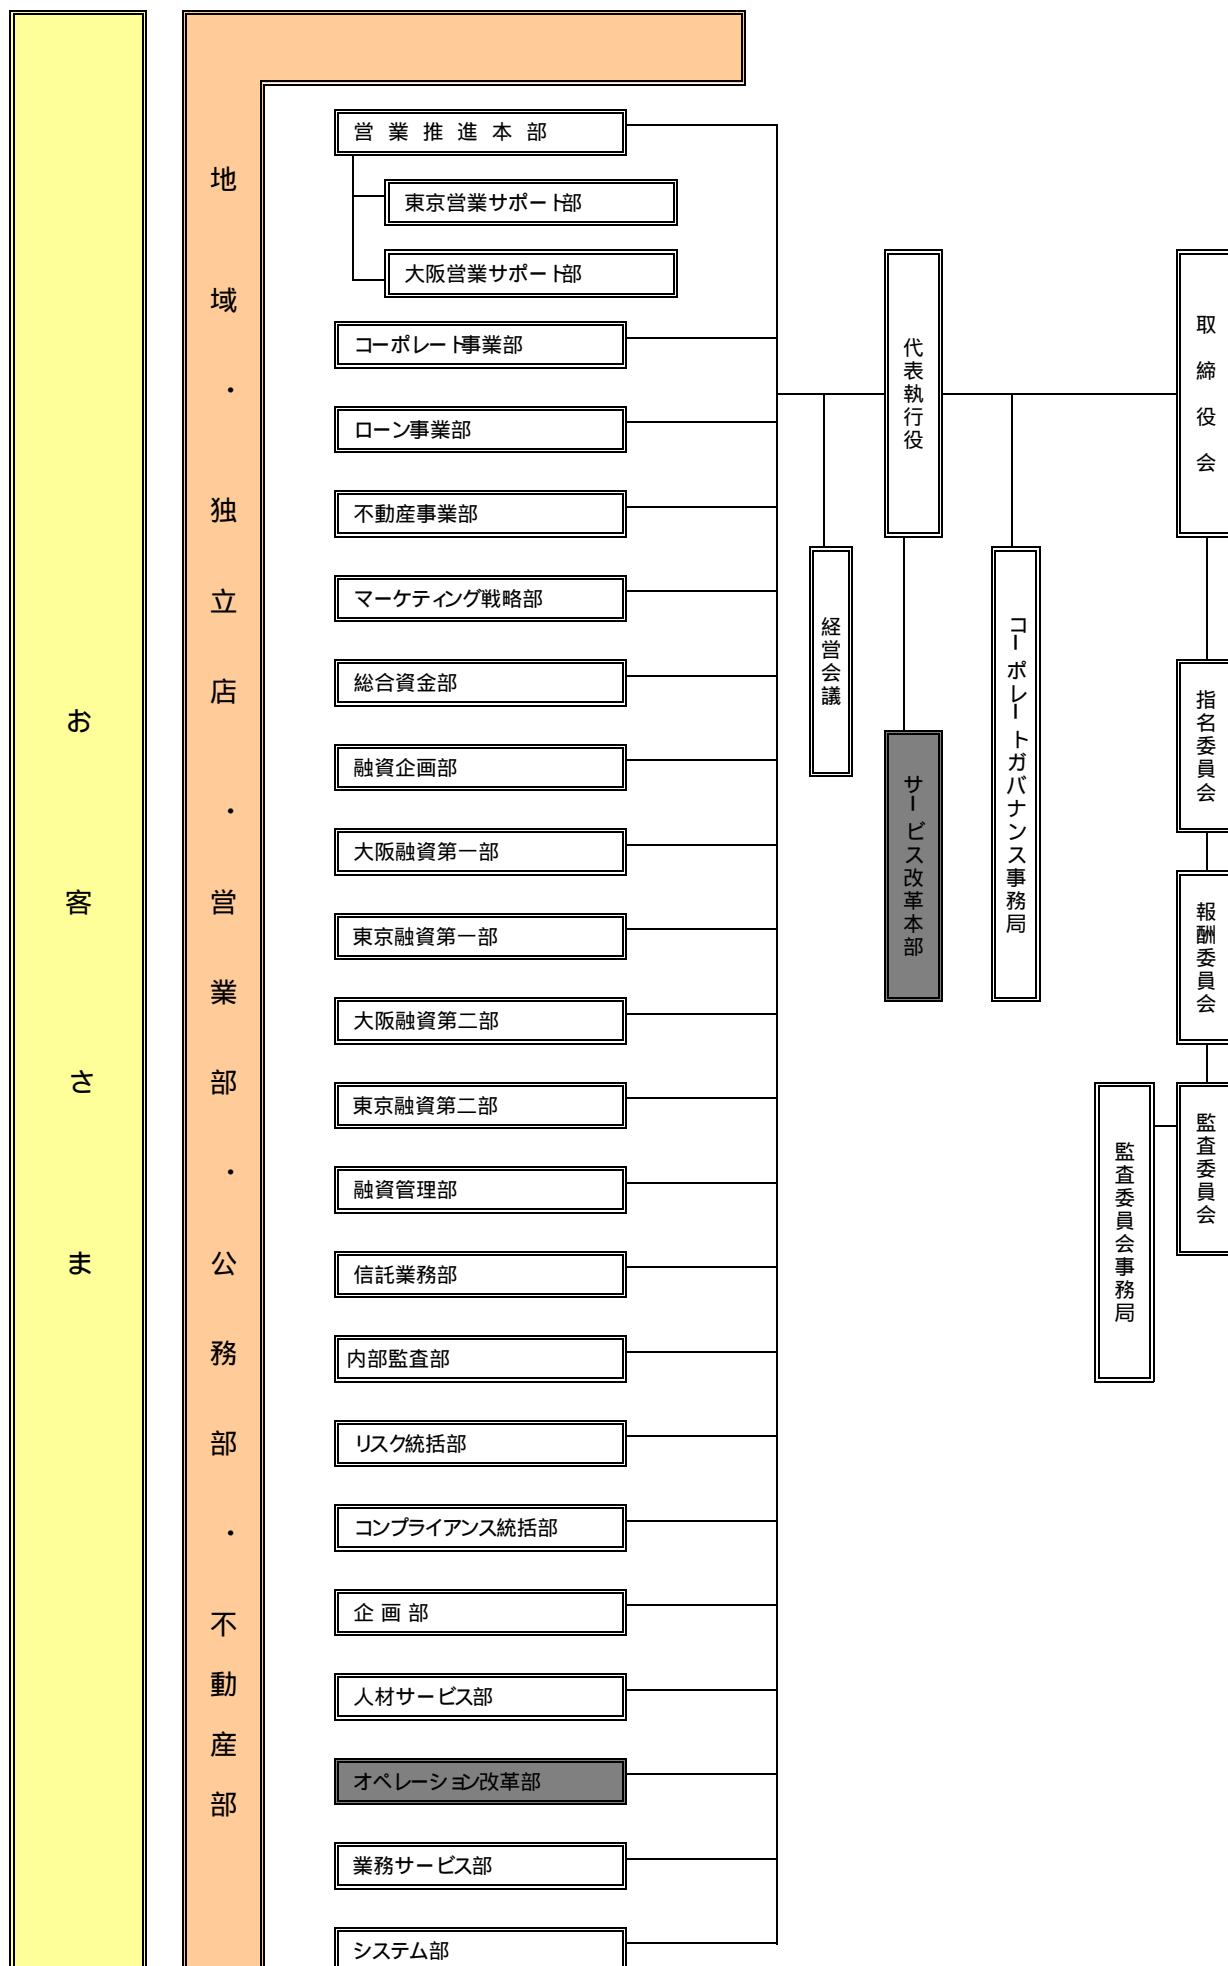 お客さま
地域・独立店・営業部・公務部・不動産部
営業推進本部
東京営業サポート部
大阪営業サポート部
コーポレート事業部
ローン事業部
不動産事業部
マーケティング戦略部
総合資金部
融資企画部
大阪融資第一部
東京融資第一部
大阪融資第二部
東京融資第二部
融資管理部
信託業務部
内部監査部
リスク統括部
コンプライアンス統括部
企画部
人材サービス部
オペレーション改革部
業務サービス部
システム部
経営会議
代表執行役
サービス改革本部
コーポレートガバナンス事務局
取締役会
指名委員会
報酬委員会
監査委員会
監査委員会事務局